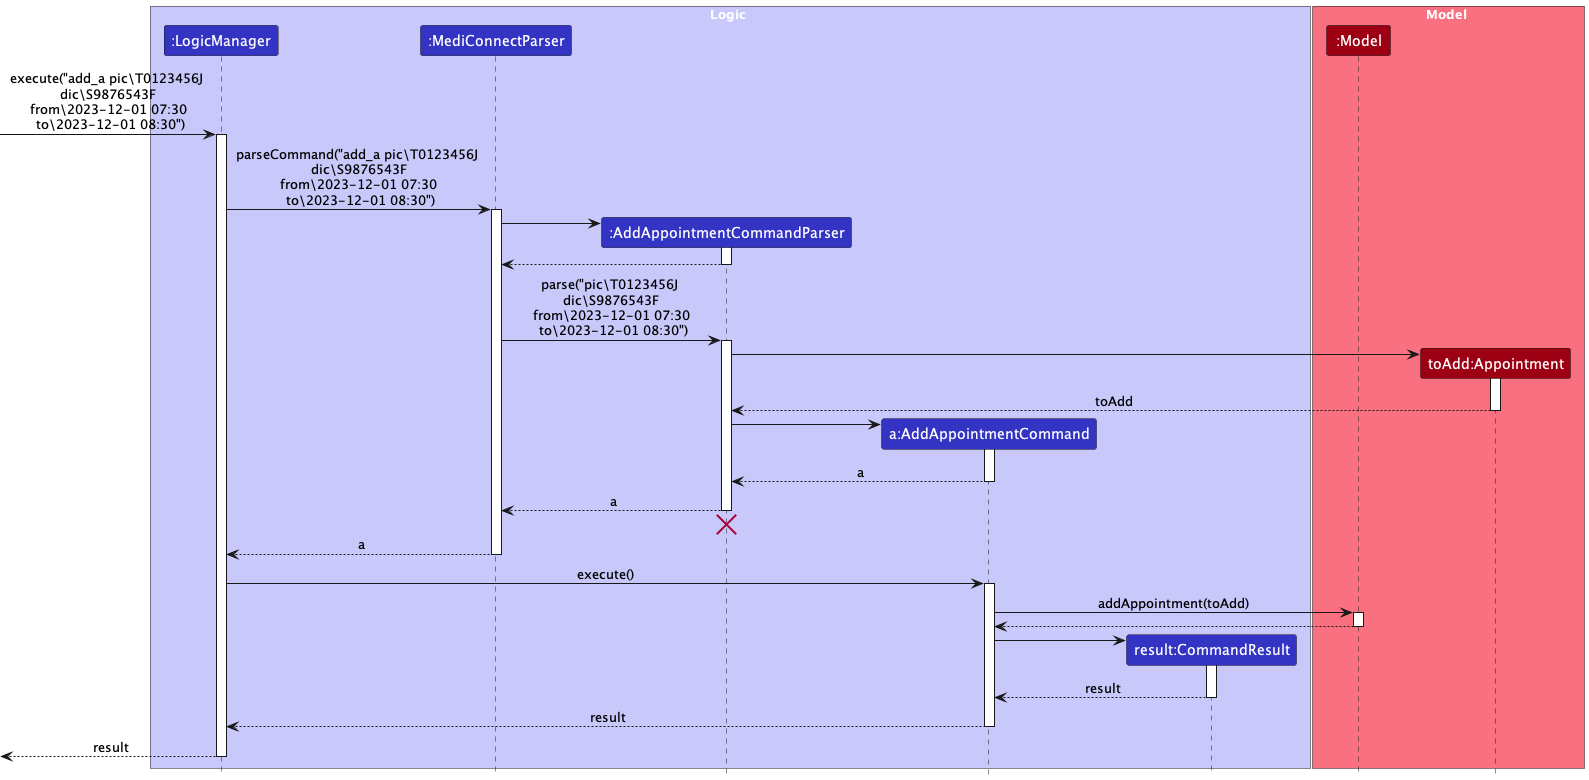 Logic
Model
:LogicManager
:MediConnectParser
:Model
execute("add_a pic\T0123456J
dic\S9876543F
from\2023-12-01 07:30
to\2023-12-01 08:30")
parseCommand("add_a pic\T0123456J
dic\S9876543F
from\2023-12-01 07:30
to\2023-12-01 08:30")
:AddAppointmentCommandParser
parse("pic\T0123456J
dic\S9876543F
from\2023-12-01 07:30
to\2023-12-01 08:30")
toAdd:Appointment
toAdd
a:AddAppointmentCommand
a
a
a
execute()
addAppointment(toAdd)
result:CommandResult
result
result
result